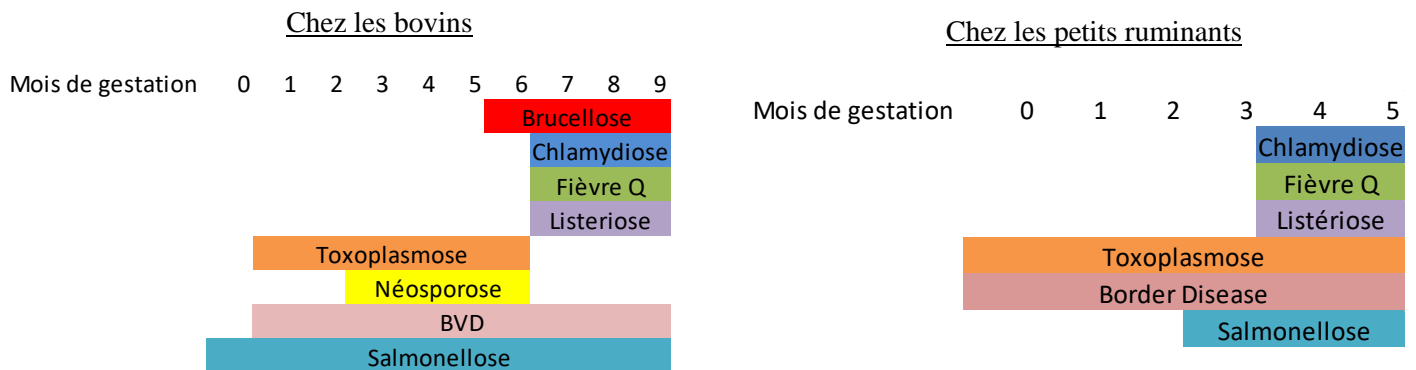 Chez les bovins
Mois de gestation 0 1 2 3 4 5 6 7 8 9
Brucellose
Chlamydiose
Fièvre Q
Listeriose
Toxoplasmose
Néosporose
BVD
Salmonellose
Chez les petits ruminants
Mois de gestation 0 1 2 3 4 5
Chlamydiose
Fièvre Q
Listériose
Toxoplasmose
Border Disease
Salmonellose